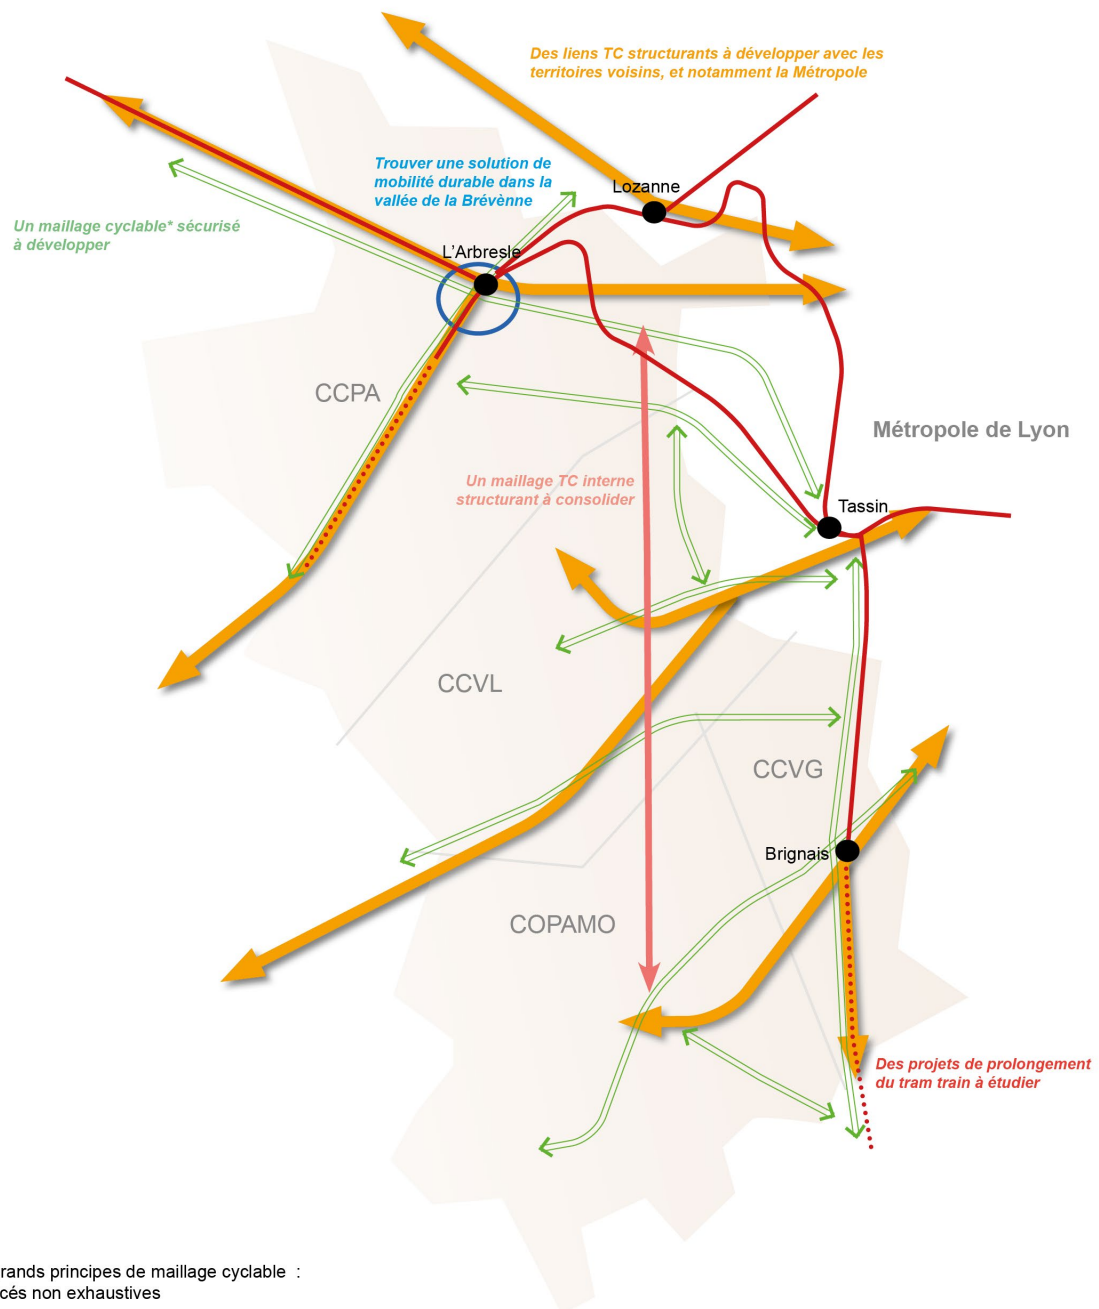 Des liens TC structurants à développer avec les
territoires voisins, et notamment la Métropole
Trouver une solution de
mobilité durable dans la
vallée de la Brévènne
Lozanne
Un maillage cyclable* sécurisé
à développer
L'Arbresle
CCPA
Métropole de Lyon
Un maillage TC interne
structurant à consolider
Tassin
CCVL
CCVG
Brignais
COPAMO
Des projets de prolongement
du tram train à étudier
rands principes de maillage cyclable :
cés non exhaustives